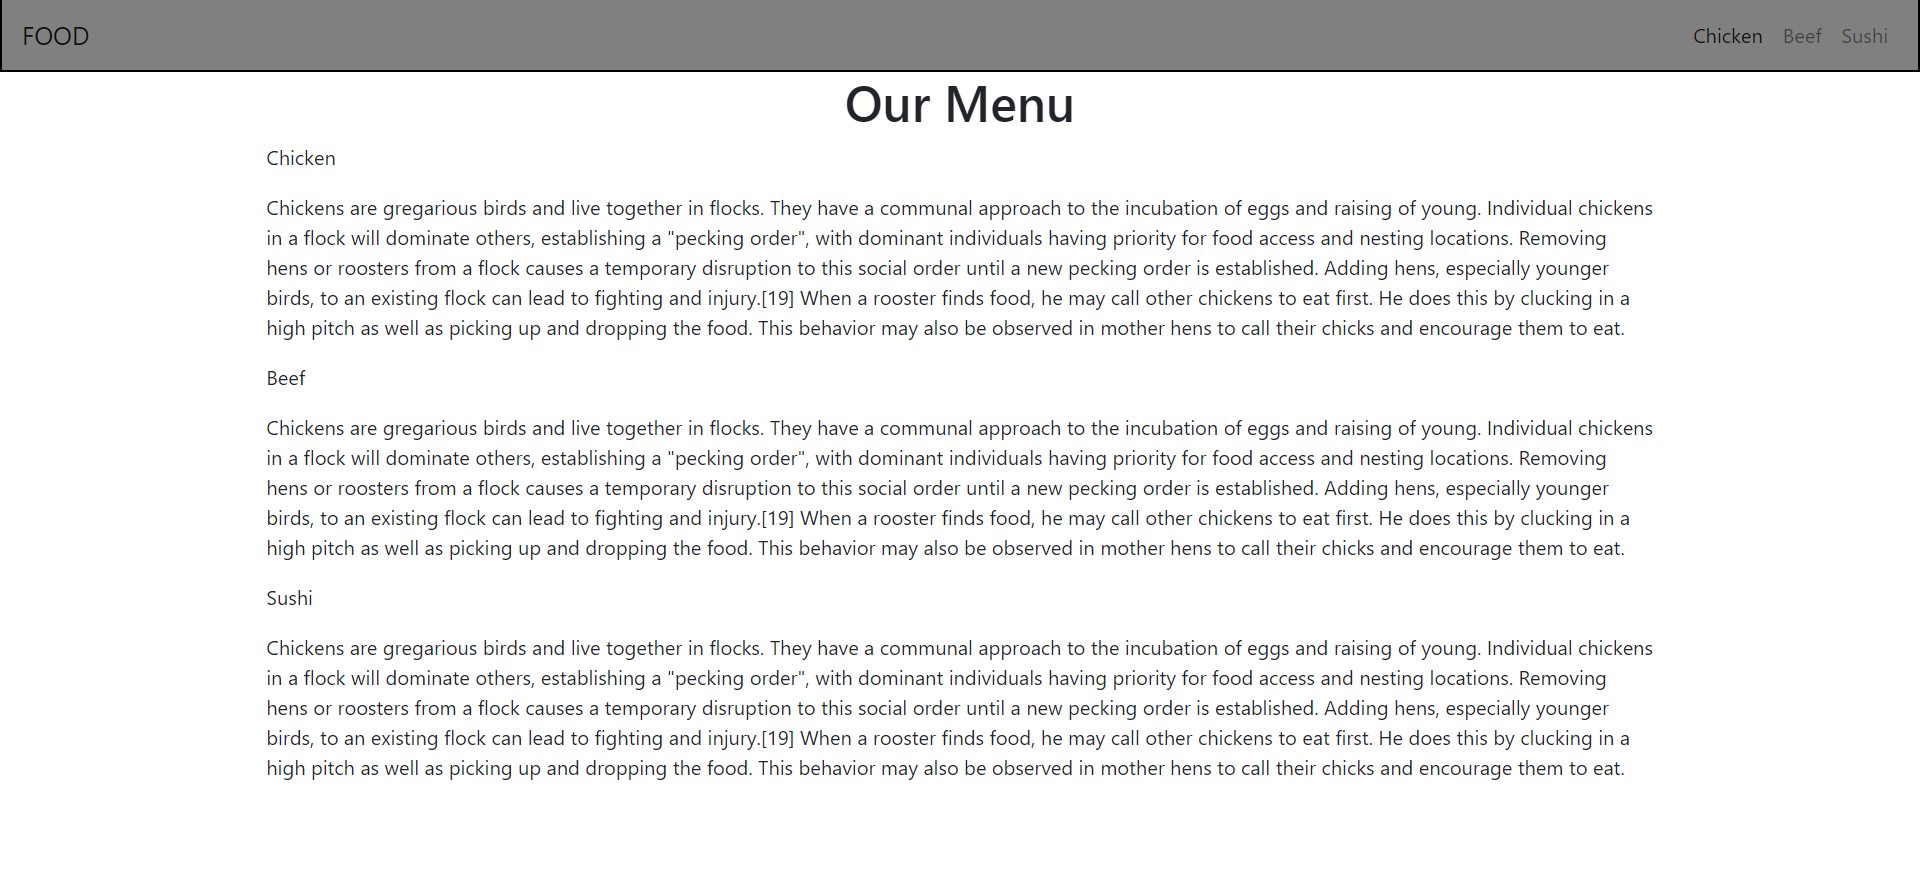 FOOD
Chicken Beef Sushi
Our Menu
Chicken
Chickens are gregarious birds and live together in flocks. They have a communal approach to the incubation of eggs and raising of young. Individual chickens
in a flock will dominate others, establishing a "pecking order", with dominant individuals having priority for food access and nesting locations. Removing
hens or roosters from a flock causes a temporary disruption to this social order until a new pecking order is established. Adding hens, especially younger
birds, to an existing flock can lead to fighting and injury.[19] When a rooster finds food, he may call other chickens to eat first. He does this by clucking in a
high pitch as well as picking up and dropping the food. This behavior may also be observed in mother hens to call their chicks and encourage them to eat.
Beef
Chickens are gregarious birds and live together in flocks. They have a communal approach to the incubation of eggs and raising of young. Individual chickens
in a flock will dominate others, establishing a "pecking order", with dominant individuals having priority for food access and nesting locations. Removing
hens or roosters from a flock causes a temporary disruption to this social order until a new pecking order is established. Adding hens, especially younger
birds, to an existing flock can lead to fighting and injury.[19] When a rooster finds food, he may call other chickens to eat first. He does this by clucking in a
high pitch as well as picking up and dropping the food. This behavior may also be observed in mother hens to call their chicks and encourage them to eat.
Sushi
Chickens are gregarious birds and live together in flocks. They have a communal approach to the incubation of eggs and raising of young. Individual chickens
in a flock will dominate others, establishing a "pecking order", with dominant individuals having priority for food access and nesting locations. Removing
hens or roosters from a flock causes a temporary disruption to this social order until a new pecking order is established. Adding hens, especially younger
birds, to an existing flock can lead to fighting and injury.[19] When a rooster finds food, he may call other chickens to eat first. He does this by clucking in a
high pitch as well as picking up and dropping the food. This behavior may also be observed in mother hens to call their chicks and encourage them to eat.